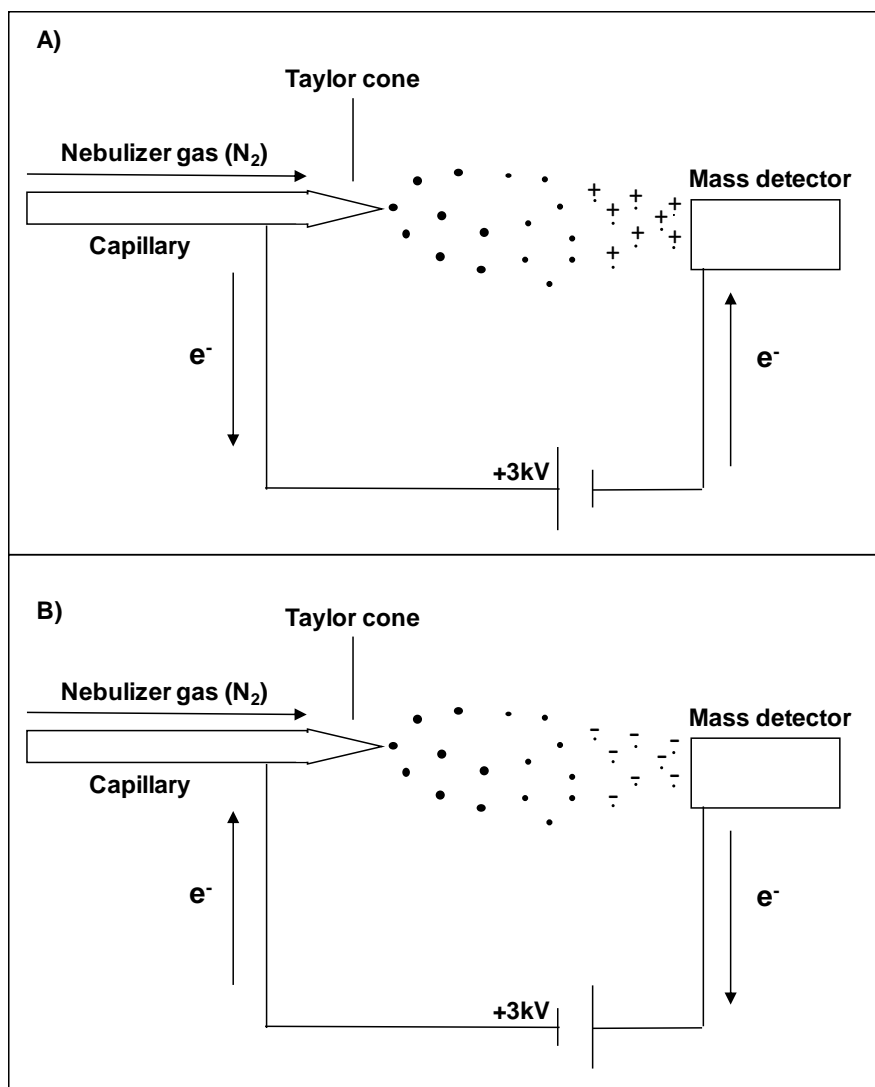 A)
Taylor cone
Nebulizer gas (N₂)
Mass detector
Capillary
e⁻
e⁻
+3kV
B)
Taylor cone
Nebulizer gas (N₂)
Mass detector
Capillary
e⁻
e⁻
+3kV